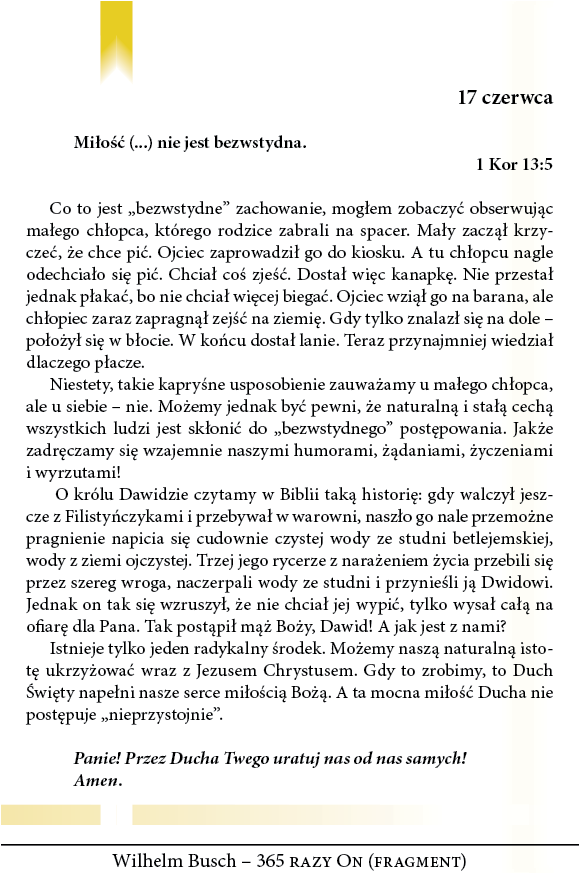 17 czerwca
Miłość (...) nie jest bezwstydna.
1 Kor 13:5
Co to jest „bezwstydne” zachowanie, mogłem zobaczyć obserwując
małego chłopca, którego rodzice zabrali na spacer. Mały zaczął krzy-
czeć, że chce pić. Ojciec zaprowadził go do kiosku. A tu chłopcu nagle
odechciało się pić. Chciał coś zjeść. Dostał więc kanapkę. Nie przestał
jednak płakać, bo nie chciał więcej biegać. Ojciec wziął go na barana, ale
chłopiec zaraz zapragnął zejść na ziemię. Gdy tylko znalazł się na dole –
położył się w błocie. W końcu dostał lanie. Teraz przynajmniej wiedział
dlaczego płacze.
Niestety, takie kapryśne usposobienie zauważamy u małego chłopca,
ale u siebie – nie. Możemy jednak być pewni, że naturalną i stałą cechą
wszystkich ludzi jest skłonić do „bezwstydnego” postępowania. Jakże
zadręczamy się wzajemnie naszymi humorami, żądaniami, życzeniami
i wyrzutami!
O królu Dawidzie czytamy w Biblii taką historię: gdy walczył jesz-
cze z Filistyńczykami i przebywał w warowni, naszło go nale przemożne
pragnienie napicia się cudownie czystej wody ze studni betlejemskiej,
wody z ziemi ojczystej. Trzej jego rycerze z narażeniem życia przebili się
przez szereg wroga, naczerpali wody ze studni i przynieśli ją Dwidowi.
Jednak on tak się wzruszył, że nie chciał jej wypić, tylko wysał całą na
ofiarę dla Pana. Tak postąpił mąż Boży, Dawid! A jak jest z nami?
Istnieje tylko jeden radykalny środek. Możemy naszą naturalną isto-
tę ukrzyżować wraz z Jezusem Chrystusem. Gdy to zrobimy, to Duch
Święty napełni nasze serce miłością Bożą. A ta mocna miłość Ducha nie
postępuje „nieprzystojnie”.
Panie! Przez Ducha Twego uratuj nas od nas samych!
Amen.
Wilhelm Busch – 365 razy On (fragment)